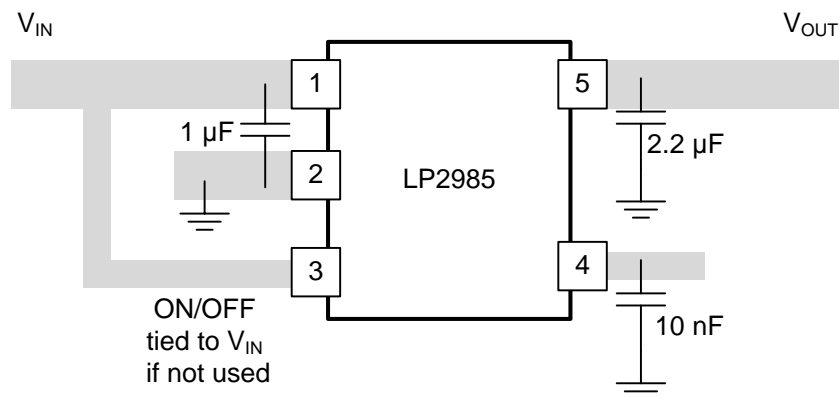 VIN
VOUT
1
5
1 µF
2.2 µF
2
LP2985
3
4
ON/OFF
tied to VIN
if not used
10 nF